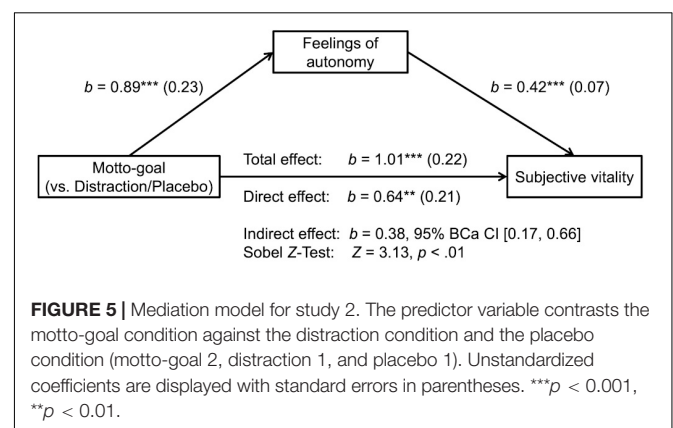 Feelings of
autonomy
b = 0.89*** (0.23)
b = 0.42*** (0.07)
Motto-goal
(vs. Distraction/Placebo)
Total effect: b = 1.01*** (0.22)
Direct effect: b = 0.64** (0.21)
Subjective vitality
Indirect effect: b = 0.38, 95% BCa CI [0.17, 0.66]
Sobel Z-Test: Z = 3.13, p < .01
FIGURE 5 | Mediation model for study 2. The predictor variable contrasts the
motto-goal condition against the distraction condition and the placebo
condition (motto-goal 2, distraction 1, and placebo 1). Unstandardized
coefficients are displayed with standard errors in parentheses. ***p < 0.001,
**p < 0.01.